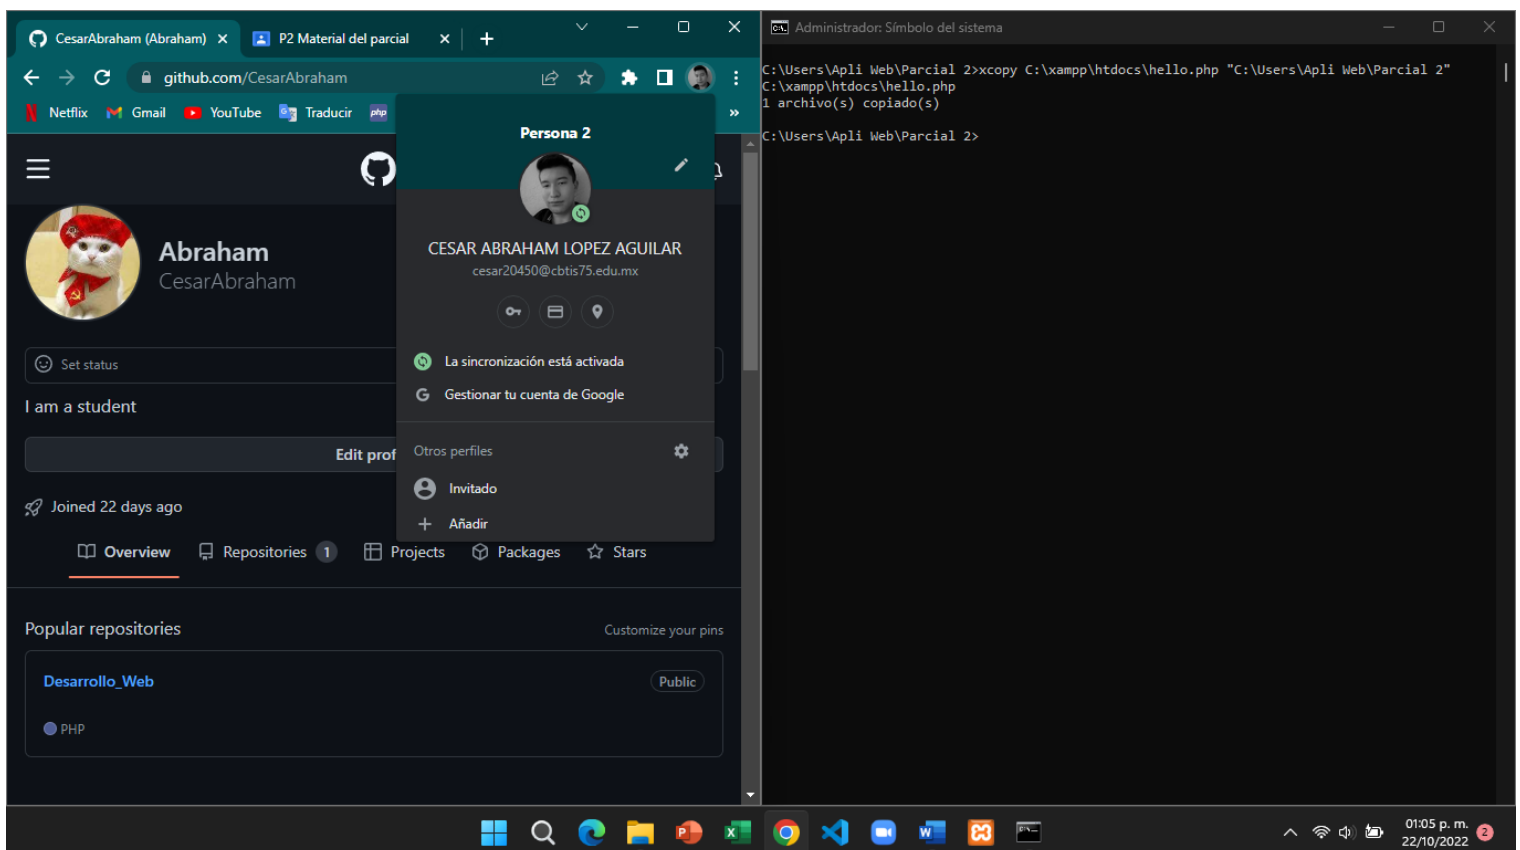 CesarAbraham (Abraham)
P2 Material del parcial
github.com/CesarAbraham
Netflix
Gmail
YouTube
Traducir
php
»
Persona 2
CESAR ABRAHAM LOPEZ AGUILAR
cesar20450@cbtis75.edu.mx
La sincronización está activada
Gestionar tu cuenta de Google
Otros perfiles
Invitado
Añadir
Abraham
CesarAbraham
Set status
I am a student
Edit prof
Joined 22 days ago
Overview
Repositories 1
Projects
Packages
Stars
Popular repositories
Customize your pins
Desarrollo_Web
Public
PHP
Administrador: Símbolo del sistema
C:\Users\Apli Web\Parcial 2>xcopy C:\xampp\htdocs\hello.php "C:\Users\Apli Web\Parcial 2"
C:\xampp\htdocs\hello.php
1 archivo(s) copiado(s)
C:\Users\Apli Web\Parcial 2>
01:05 p. m.
22/10/2022
2